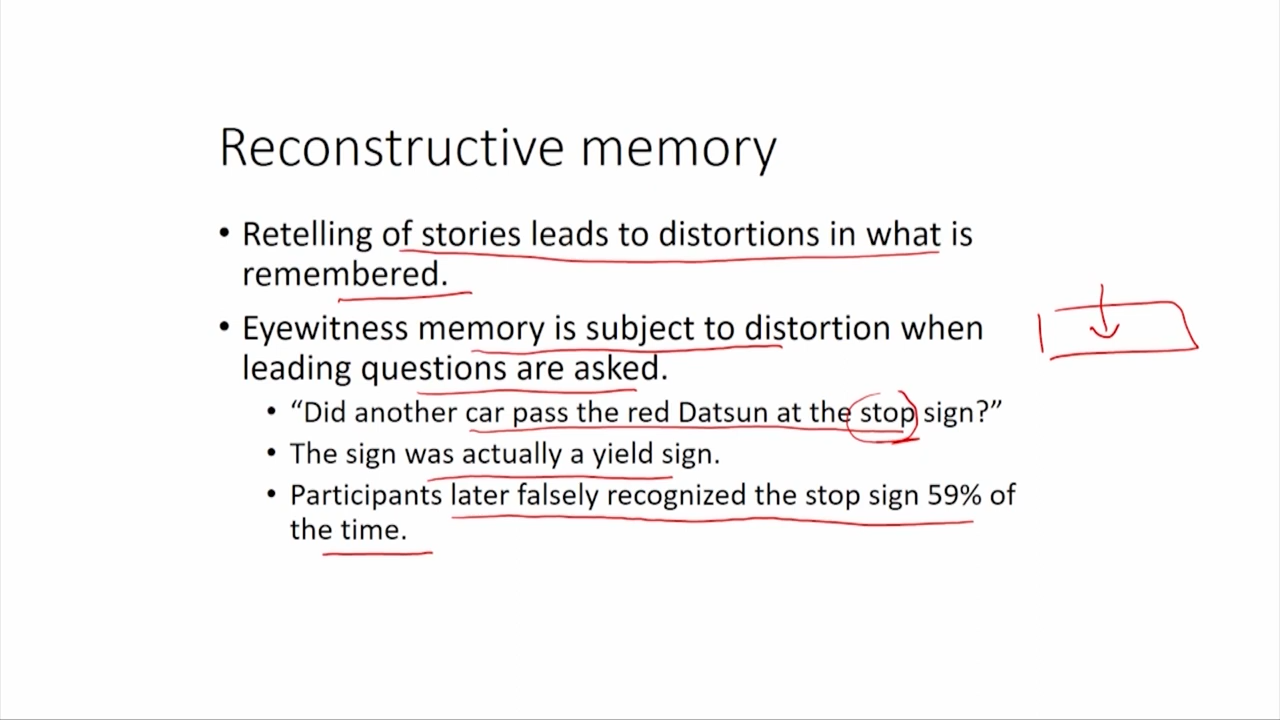 Reconstructive memory
• Retelling of stories leads to distortions in what is
remembered.
• Eyewitness memory is subject to distortion when
leading questions are asked.
• “Did another car pass the red Datsun at the stop sign?”
• The sign was actually a yield sign.
• Participants later falsely recognized the stop sign 59% of
the time.